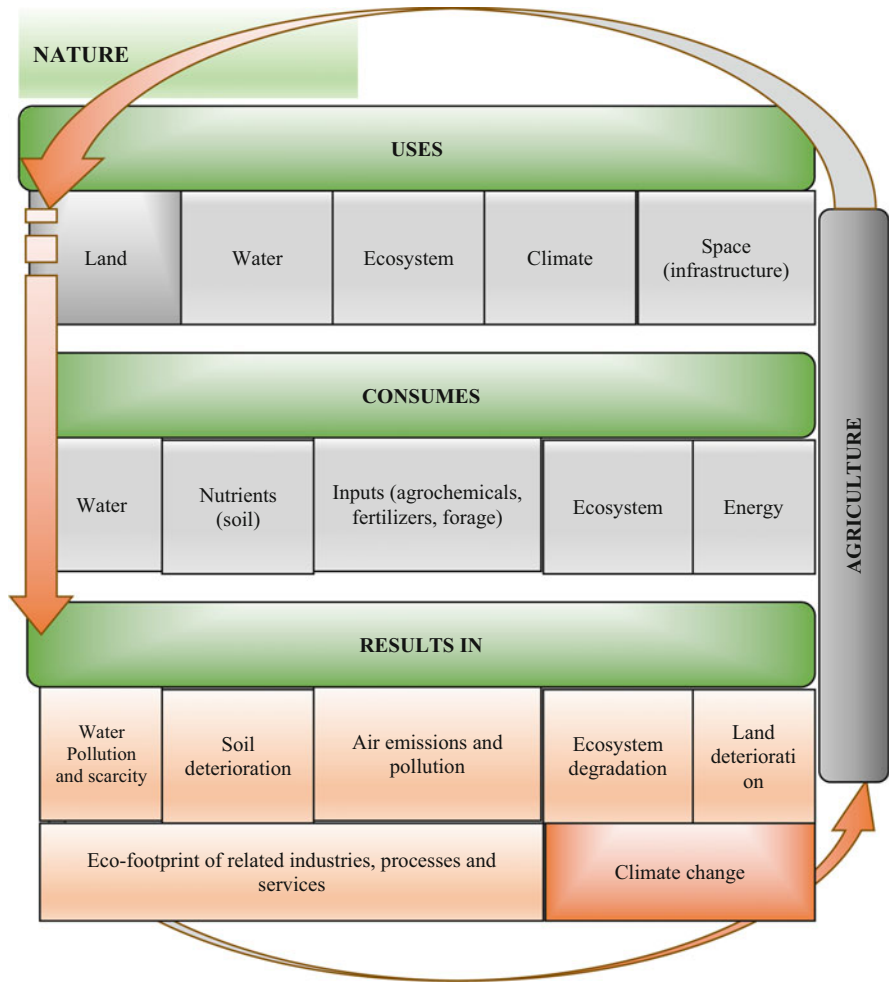 NATURE
USES
Land
Water
Ecosystem
Climate
Space
(infrastructure)
CONSUMES
Water
Nutrients
(soil)
Inputs (agrochemicals,
fertilizers, forage)
Ecosystem
Energy
AGRICULTURE
RESULTS IN
Water
Pollution
and scarcity
Soil
deterioration
Air emissions and
pollution
Ecosystem
degradation
Land
deteriorati
on
Eco-footprint of related industries, processes and
services
Climate change